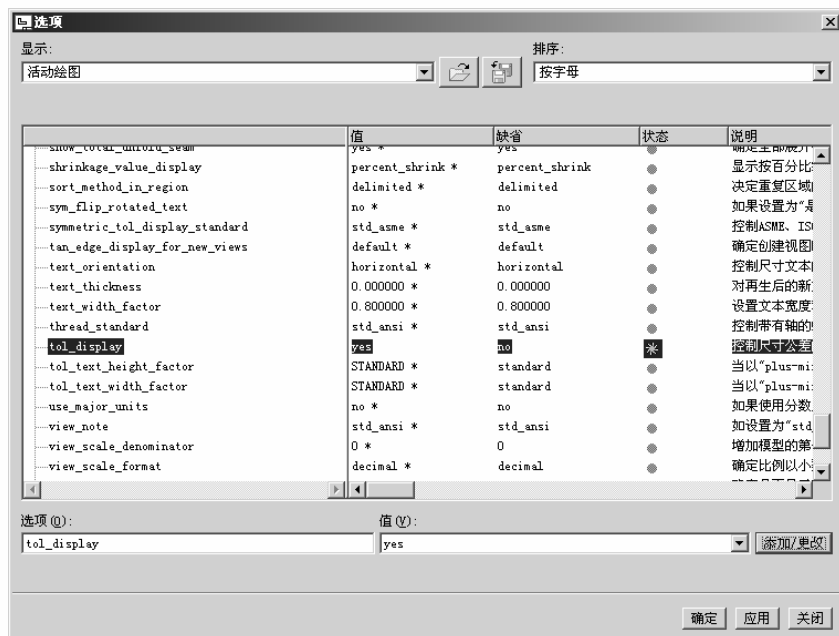 选项
显示: 排序:
活动绘图 按字母
值 缺省 状态 说明
show_total_unfold_seam yes * yes
shrinkage_value_display percent_shrink * percent_shrink 显示按百分比
sort_method_in_region delimited * delimited 决定重复区域
sym_flip_rotated_text no * no 如果设置为"是
symmetric_tol_display_standard std_asme * std_asme 控制ASME、ISO
tan_edge_display_for_new_views default * default 确定创建视图
text_orientation horizontal * horizontal 控制尺寸文本
text_thickness 0.000000 * 0.000000 对再生后的新
text_width_factor 0.800000 * 0.800000 设置文本宽度
thread_standard std_ansi * std_ansi 控制带有轴的
tol_display yes no 控制尺寸公差
tol_text_height_factor STANDARD * standard 当以"plus-mi
tol_text_width_factor STANDARD * standard 当以"plus-mi
use_major_units no * no 如果使用分数
view_note std_ansi * std_ansi 如设置为"std_
view_scale_denominator 0 * 0 增加模型的第
view_scale_format decimal * decimal 确定比例以小
选项(O): 值(V):
tol_display yes 添加/更改
确定 应用 关闭